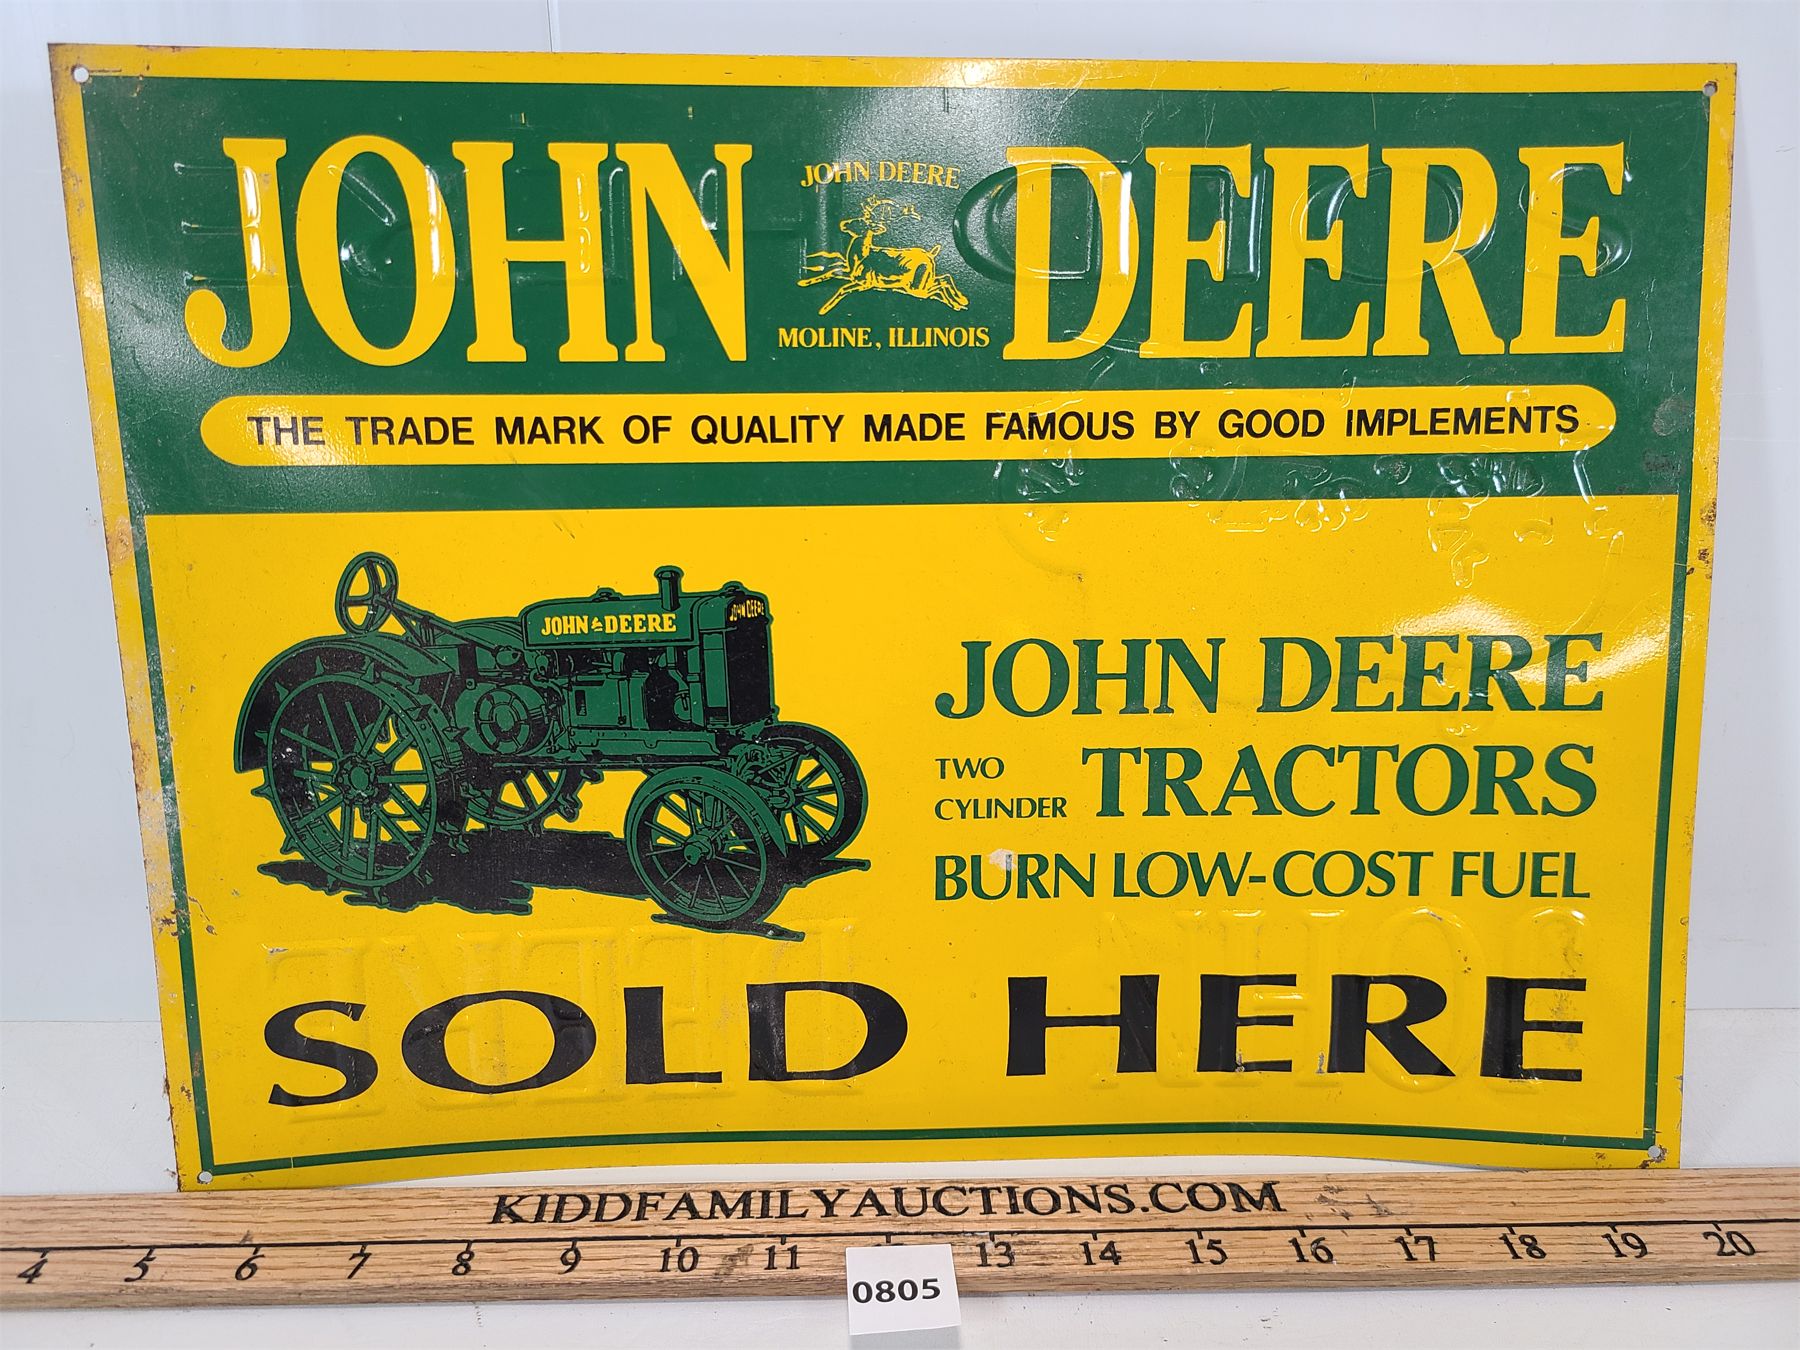 JOHN DEERE
JOHN DEERE
MOLINE, ILLINOIS
THE TRADE MARK OF QUALITY MADE FAMOUS BY GOOD IMPLEMENTS
JOHN DEERE
JOHN DEERE
JOHN DEERE
TWO CYLINDER TRACTORS
BURN LOW-COST FUEL
SOLD HERE
KIDDFAMILYAUCTIONS.COM
4 5 6 7 8 9 10 11 13 14 15 16 17 18 19 20
0805